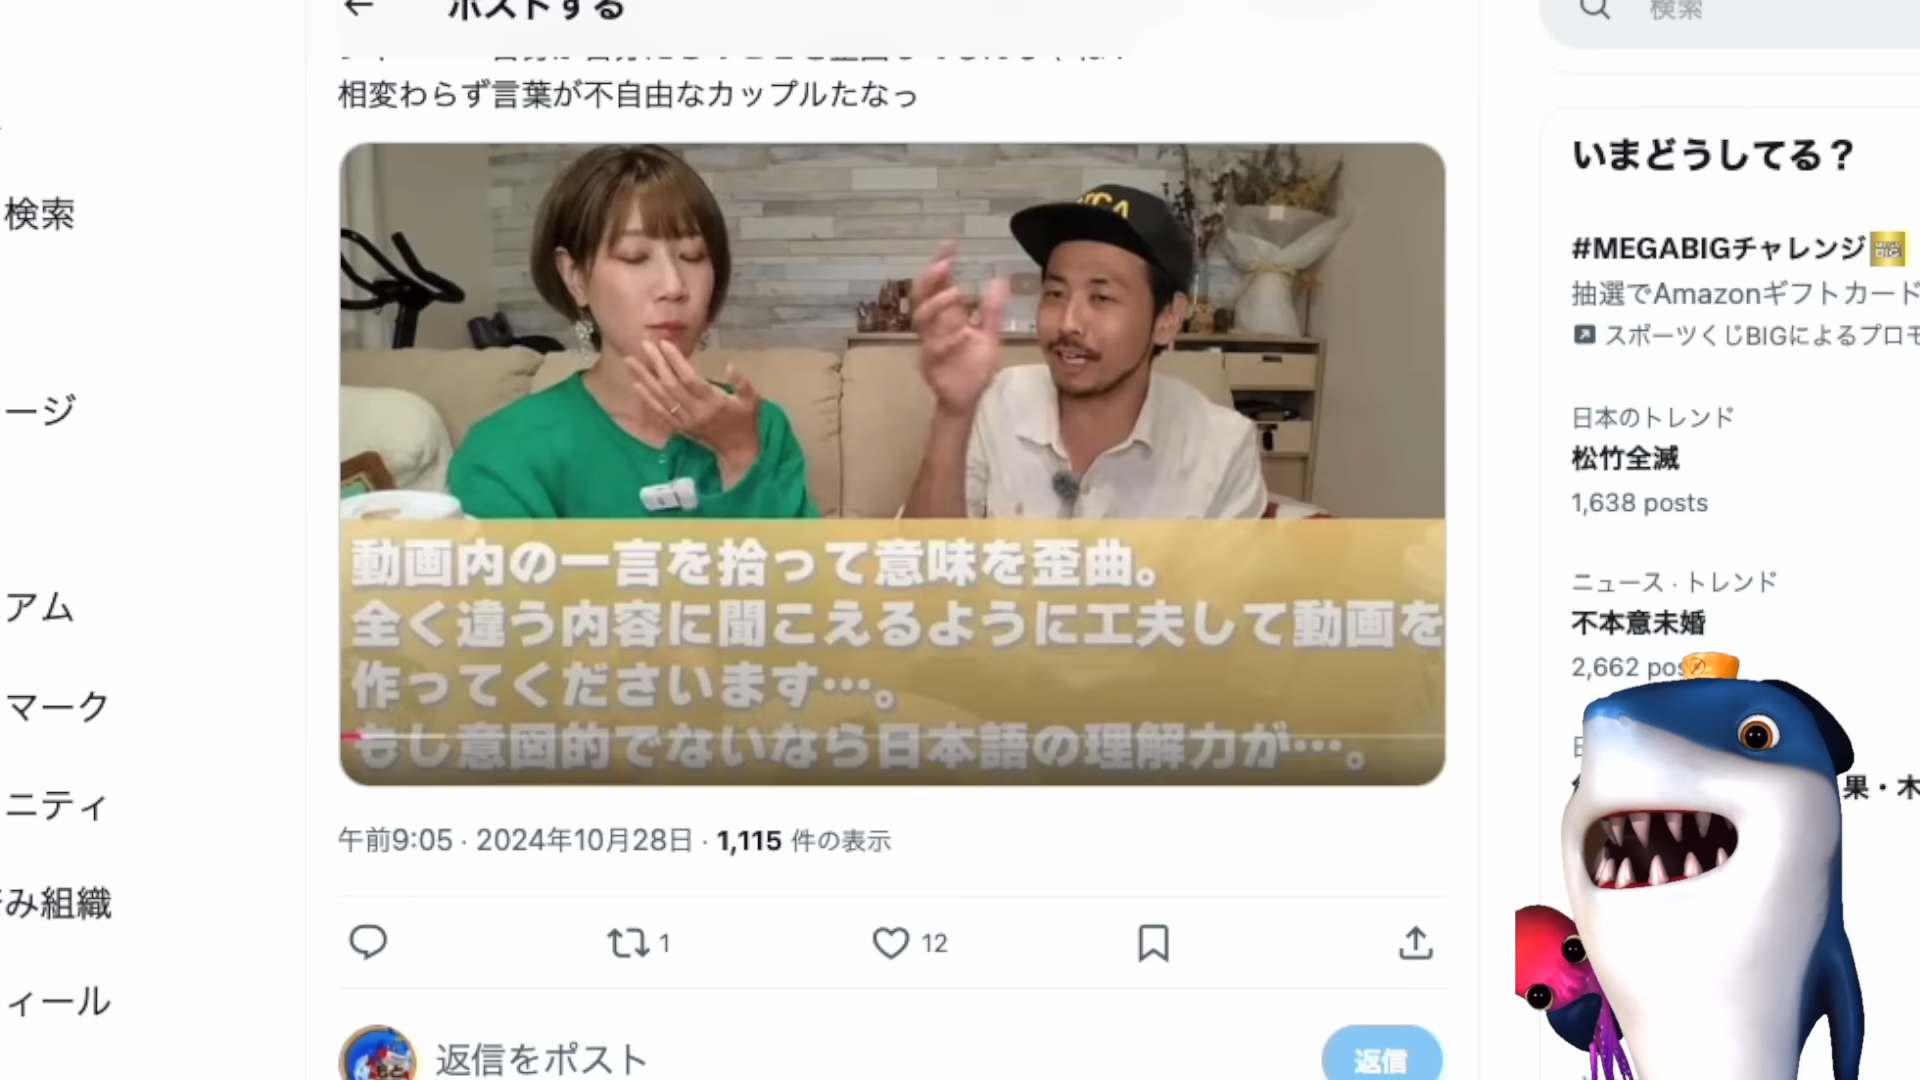 ポストする
検索
相変わらず言葉が不自由なカップルたなっ
動画内の一言を拾って意味を歪曲。
全く違う内容に聞こえるように工夫して動画を
作ってくださいます…。
もし意図的でないなら日本語の理解力が…。
午前9:05 · 2024年10月28日 · 1,115 件の表示
1
12
返信をポスト
返信
検索
ージ
アム
マーク
ニティ
み組織
ィール
いまどうしてる？
#MEGABIGチャレンジ
抽選でAmazonギフトカード
スポーツくじBIGによるプロモ
日本のトレンド
松竹全滅
1,638 posts
ニュース · トレンド
不本意未婚
2,662 pos
果・木